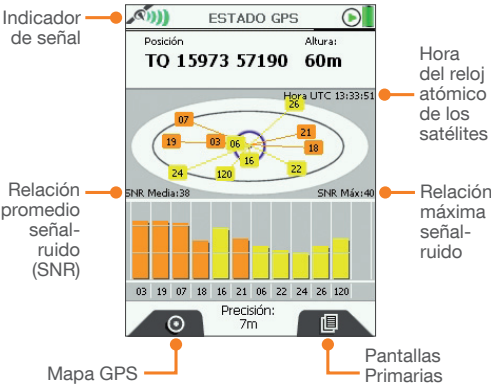 Indicador
de señal
ESTADO GPS
Posición
Altura:
TQ 15973 57190 60m
Hora
del reloj
atómico
de los
satélites
Hora UTC 13:33:51
26
07
21
19
03
06
18
16
24
120
22
SNR Media:38
SNR Máx:40
Relación
promedio
señal-
ruido
(SNR)
Relación
máxima
señal-
ruido
03 19 07 18 16 21 06 22 24 26 120
Precisión:
7m
Mapa GPS
Pantallas
Primarias